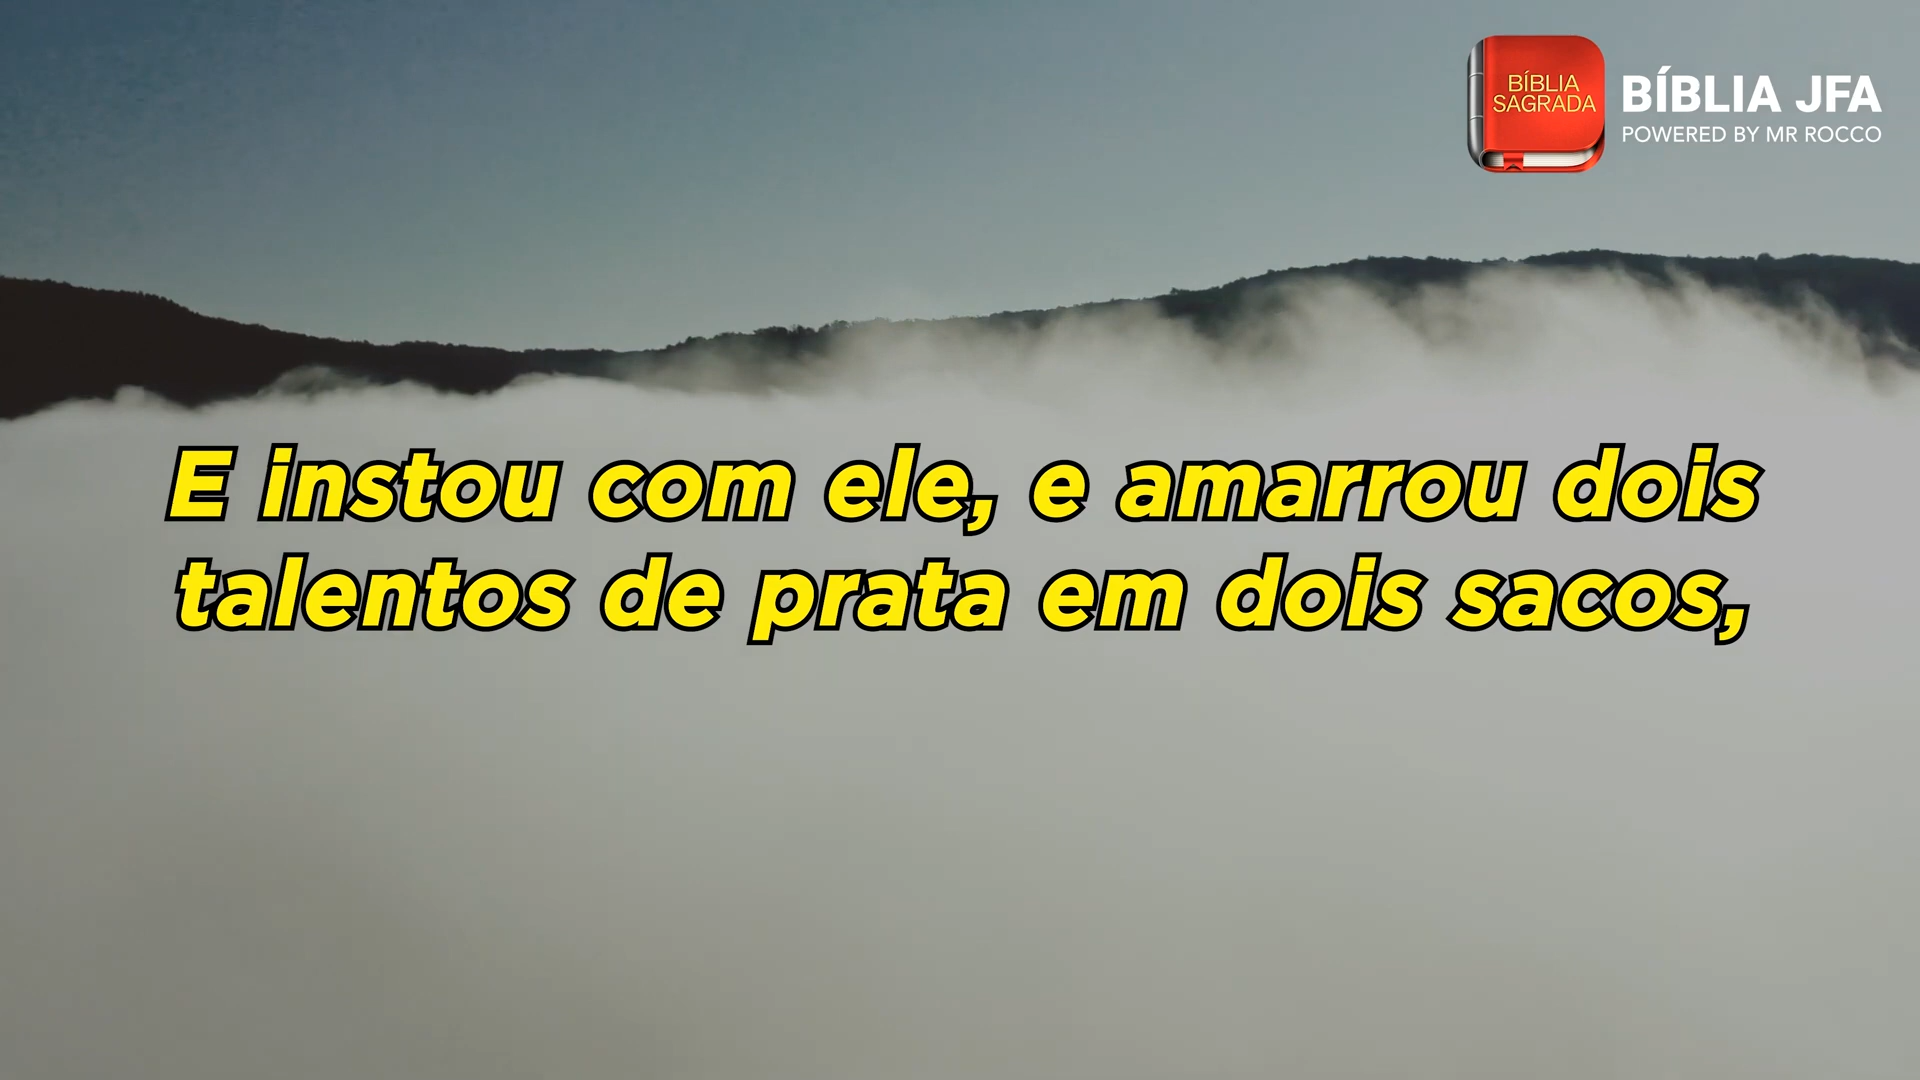 BÍBLIA
SAGRADA
BÍBLIA JFA
POWERED BY MR ROCCO
E instou com ele, e amarrou dois
talentos de prata em dois sacos,